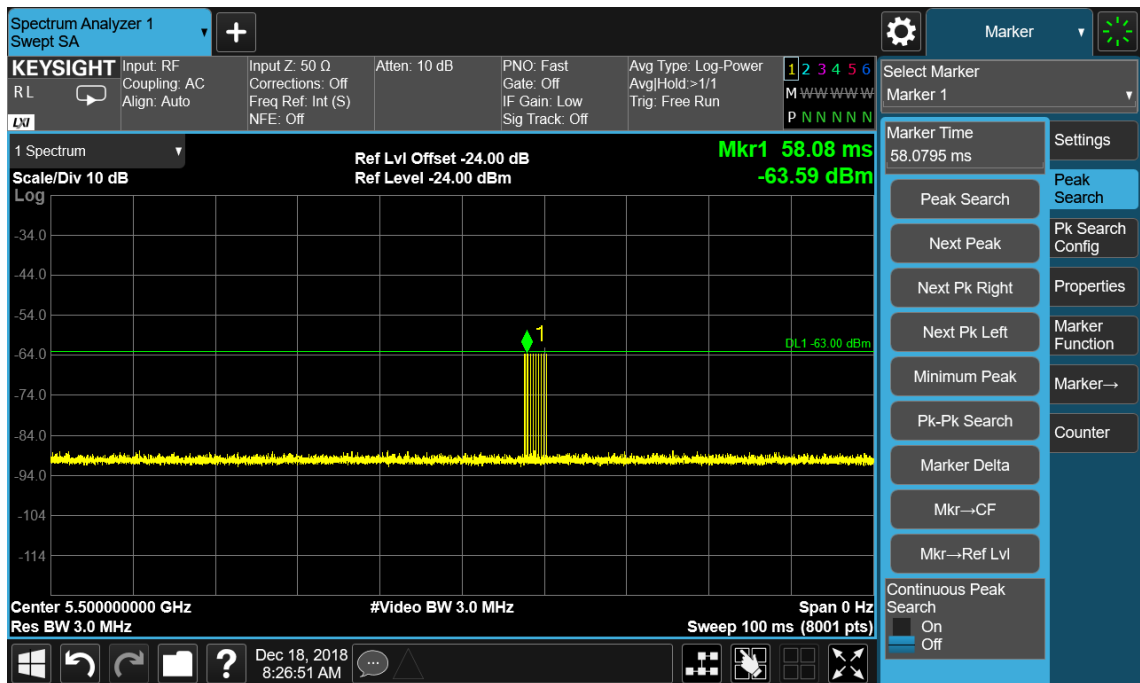 Spectrum Analyzer 1
Swept SA
+
Marker
KEYSIGHT
R L
LXI
Input: RF
Coupling: AC
Align: Auto
Input Z: 50 Ω
Corrections: Off
Freq Ref: Int (S)
NFE: Off
Atten: 10 dB
PNO: Fast
Gate: Off
IF Gain: Low
Sig Track: Off
Avg Type: Log-Power
Avg|Hold:>1/1
Trig: Free Run
1 2 3 4 5 6
M W W W W W
P N N N N N
Select Marker
Marker 1
1 Spectrum
Scale/Div 10 dB
Log
Ref Lvl Offset -24.00 dB
Ref Level -24.00 dBm
Mkr1 58.08 ms
-63.59 dBm
-34.0
-44.0
-54.0
-64.0
-74.0
-84.0
-94.0
-104
-114
1
DL1 -63.00 dBm
Center 5.500000000 GHz
Res BW 3.0 MHz
#Video BW 3.0 MHz
Span 0 Hz
Sweep 100 ms (8001 pts)
Marker Time
58.0795 ms
Peak Search
Next Peak
Next Pk Right
Next Pk Left
Minimum Peak
Pk-Pk Search
Marker Delta
Mkr→CF
Mkr→Ref Lvl
Continuous Peak
Search
On
Off
Settings
Peak
Search
Pk Search
Config
Properties
Marker
Function
Marker→
Counter
?
Dec 18, 2018
8:26:51 AM